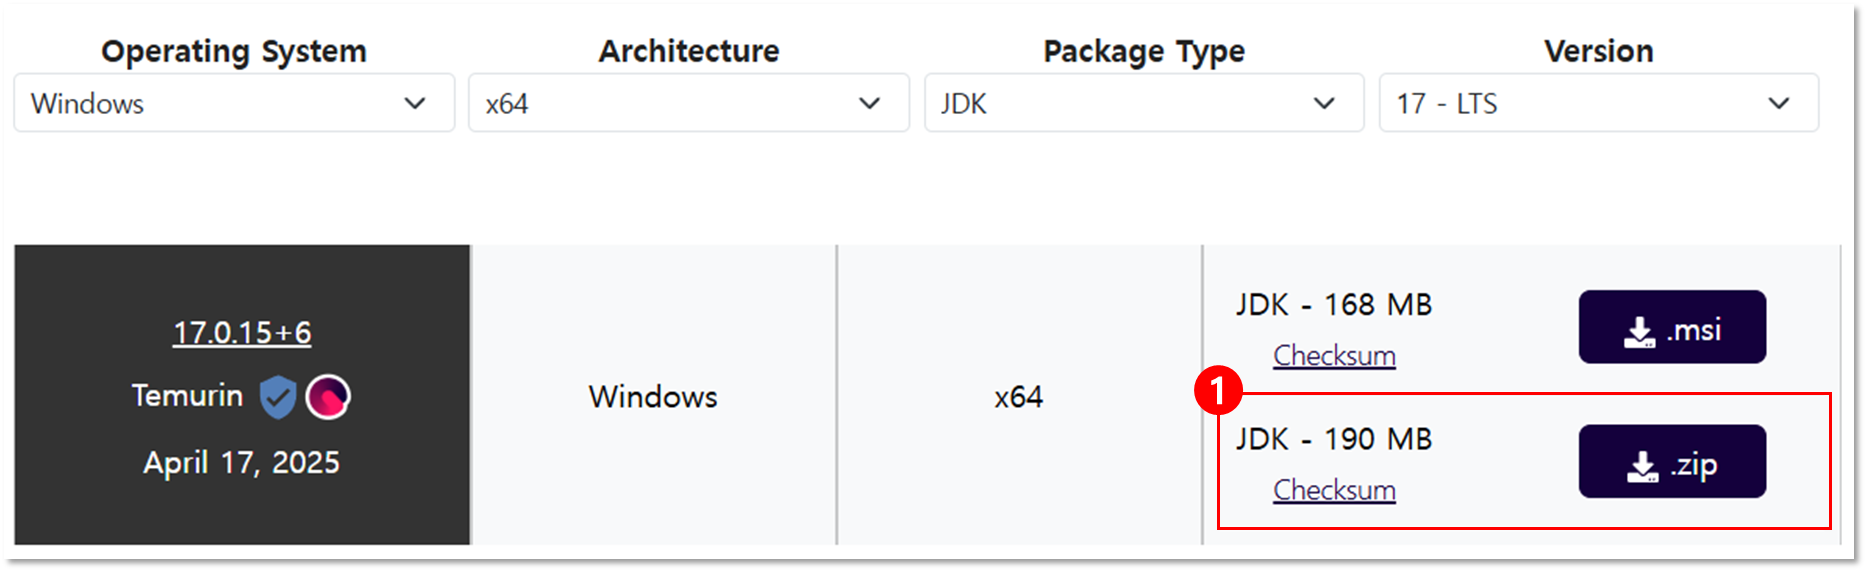 Operating System Architecture Package Type Version
Windows x64 JDK 17 - LTS
17.0.15+6
Temurin
April 17, 2025
Windows
x64
JDK - 168 MB
Checksum
.msi
1
JDK - 190 MB
Checksum
.zip